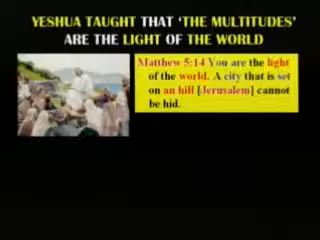 YESHUA TAUGHT THAT ‘THE MULTITUDES’
ARE THE LIGHT OF THE WORLD
Matthew 5:14 You are the light
of the world. A city that is set
on an hill [Jerusalem] cannot
be hid.